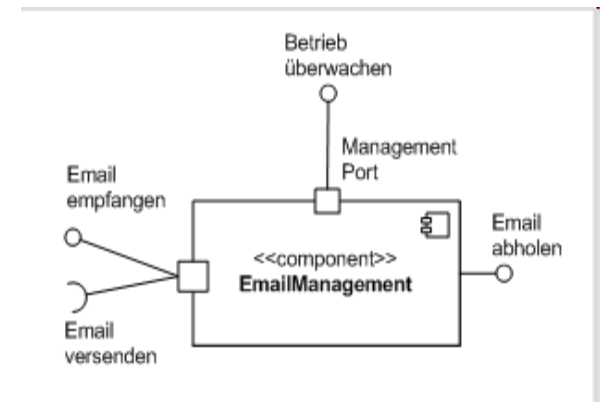 Betrieb
überwachen
Management
Port
Email
empfangen
Email
abholen
<<component>>
EmailManagement
Email
versenden